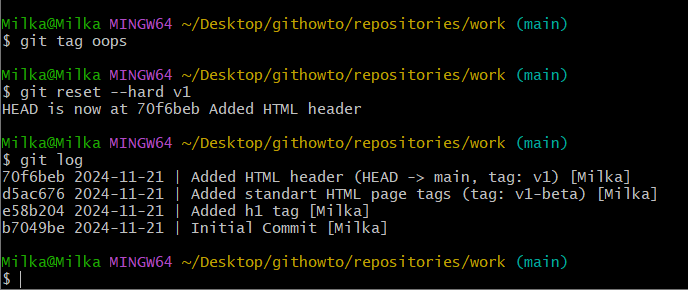 Milka@Milka MINGW64 ~/Desktop/githowto/repositories/work (main)
$ git tag oops
Milka@Milka MINGW64 ~/Desktop/githowto/repositories/work (main)
$ git reset --hard v1
HEAD is now at 70f6beb Added HTML header
Milka@Milka MINGW64 ~/Desktop/githowto/repositories/work (main)
$ git log
70f6beb 2024-11-21 | Added HTML header (HEAD -> main, tag: v1) [Milka]
d5ac676 2024-11-21 | Added standart HTML page tags (tag: v1-beta) [Milka]
e58b204 2024-11-21 | Added h1 tag [Milka]
b7049be 2024-11-21 | Initial Commit [Milka]
Milka@Milka MINGW64 ~/Desktop/githowto/repositories/work (main)
$